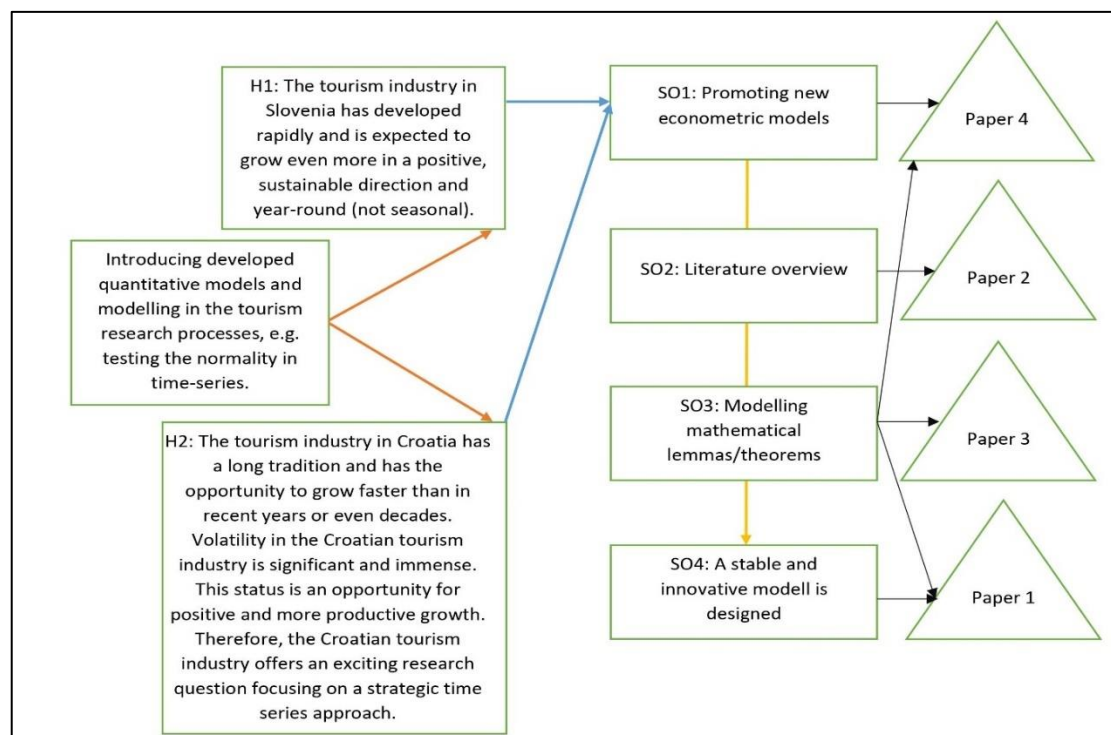 H1: The tourism industry in
Slovenia has developed
rapidly and is expected to
grow even more in a positive,
sustainable direction and
year-round (not seasonal).
Introducing developed
quantitative models and
modelling in the tourism
research processes, e.g.
testing the normality in
time-series.
H2: The tourism industry in Croatia has
a long tradition and has the
opportunity to grow faster than in
recent years or even decades.
Volatility in the Croatian tourism
industry is significant and immense.
This status is an opportunity for
positive and more productive growth.
Therefore, the Croatian tourism
industry offers an exciting research
question focusing on a strategic time
series approach.
SO1: Promoting new
econometric models
SO2: Literature overview
SO3: Modelling
mathematical
lemmas/theorems
SO4: A stable and
innovative modell is
designed
Paper 4
Paper 2
Paper 3
Paper 1